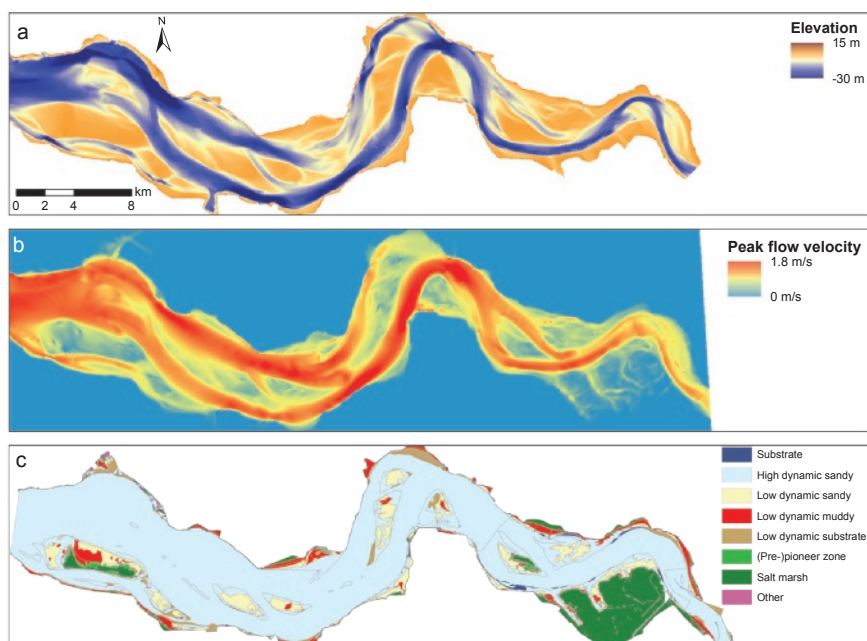 a
N
Elevation
15 m
-30 m
km
0 2 4 8
b
Peak flow velocity
1.8 m/s
0 m/s
c
Substrate
High dynamic sandy
Low dynamic sandy
Low dynamic muddy
Low dynamic substrate
(Pre-)pioneer zone
Salt marsh
Other